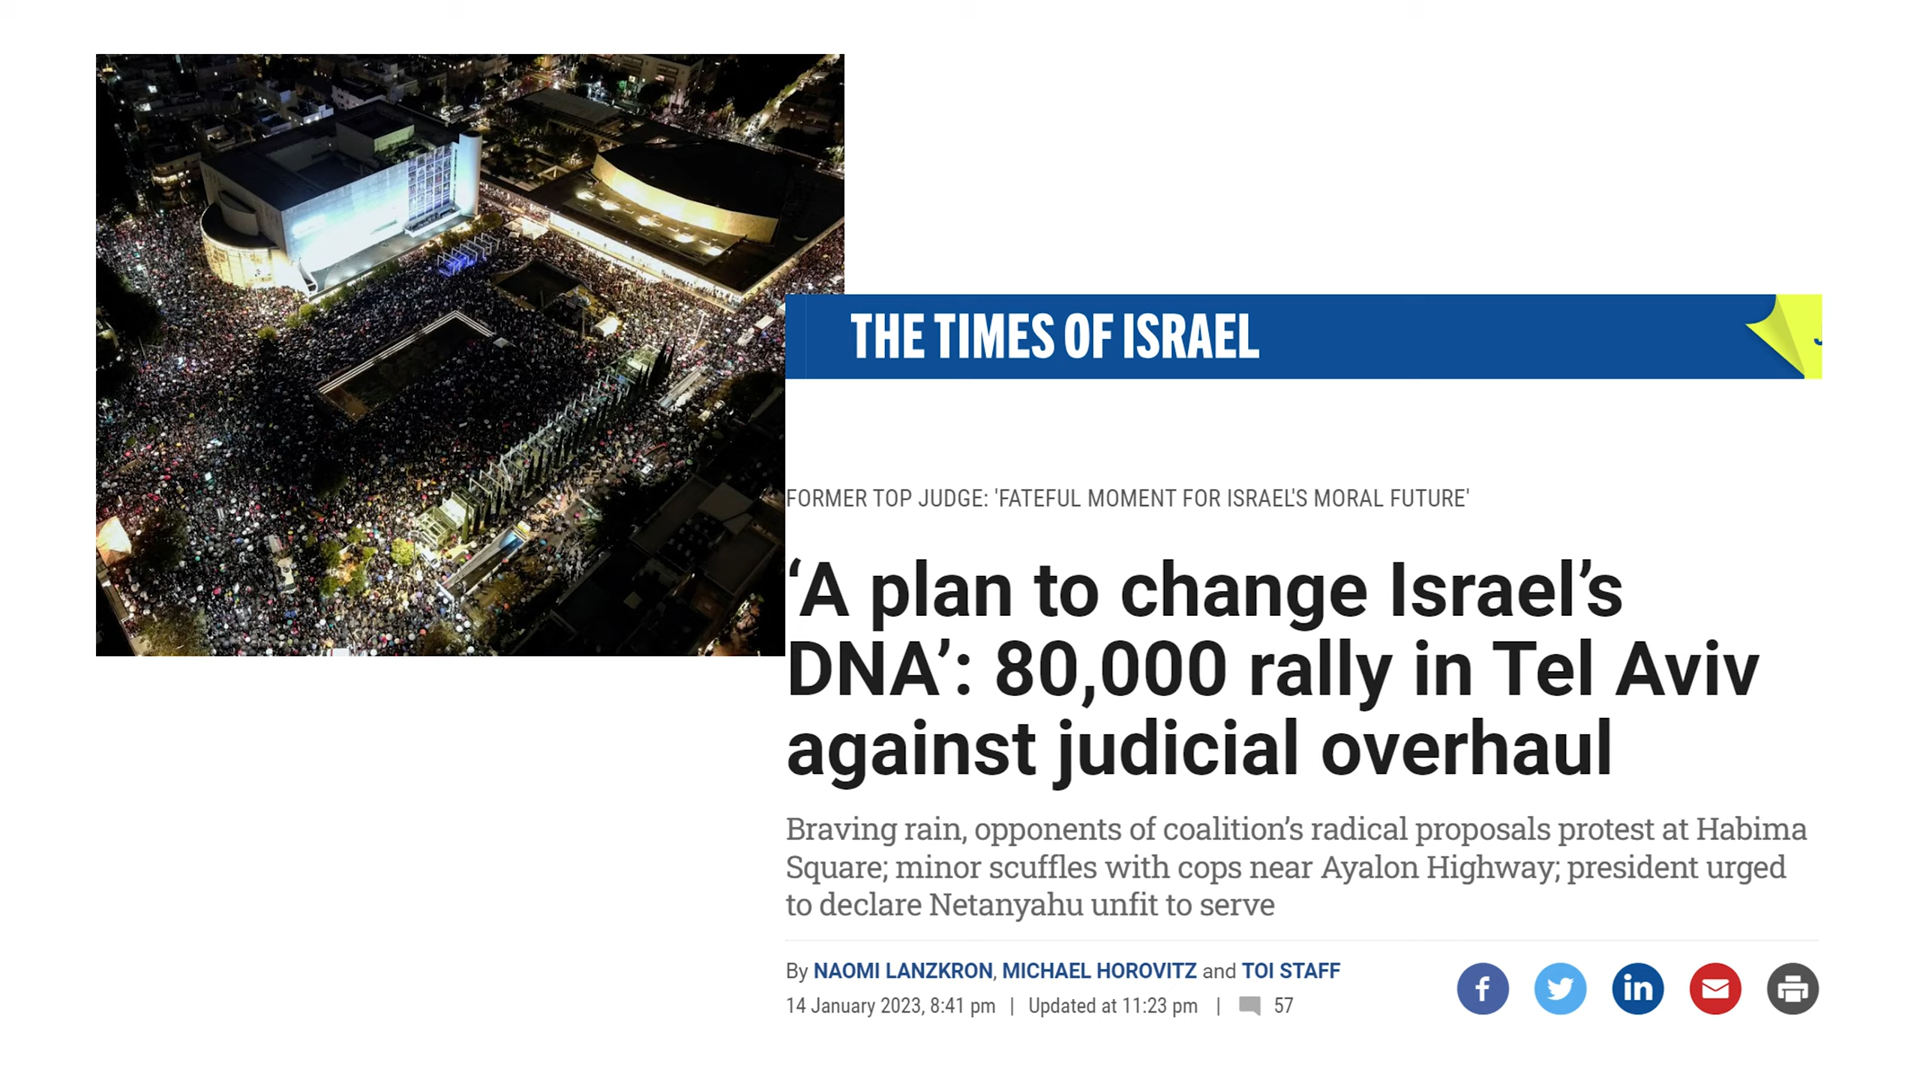 THE TIMES OF ISRAEL
FORMER TOP JUDGE: 'FATEFUL MOMENT FOR ISRAEL'S MORAL FUTURE'
‘A plan to change Israel’s
DNA’: 80,000 rally in Tel Aviv
against judicial overhaul
Braving rain, opponents of coalition’s radical proposals protest at Habima
Square; minor scuffles with cops near Ayalon Highway; president urged
to declare Netanyahu unfit to serve
By NAOMI LANZKRON, MICHAEL HOROVITZ and TOI STAFF
14 January 2023, 8:41 pm | Updated at 11:23 pm | 57